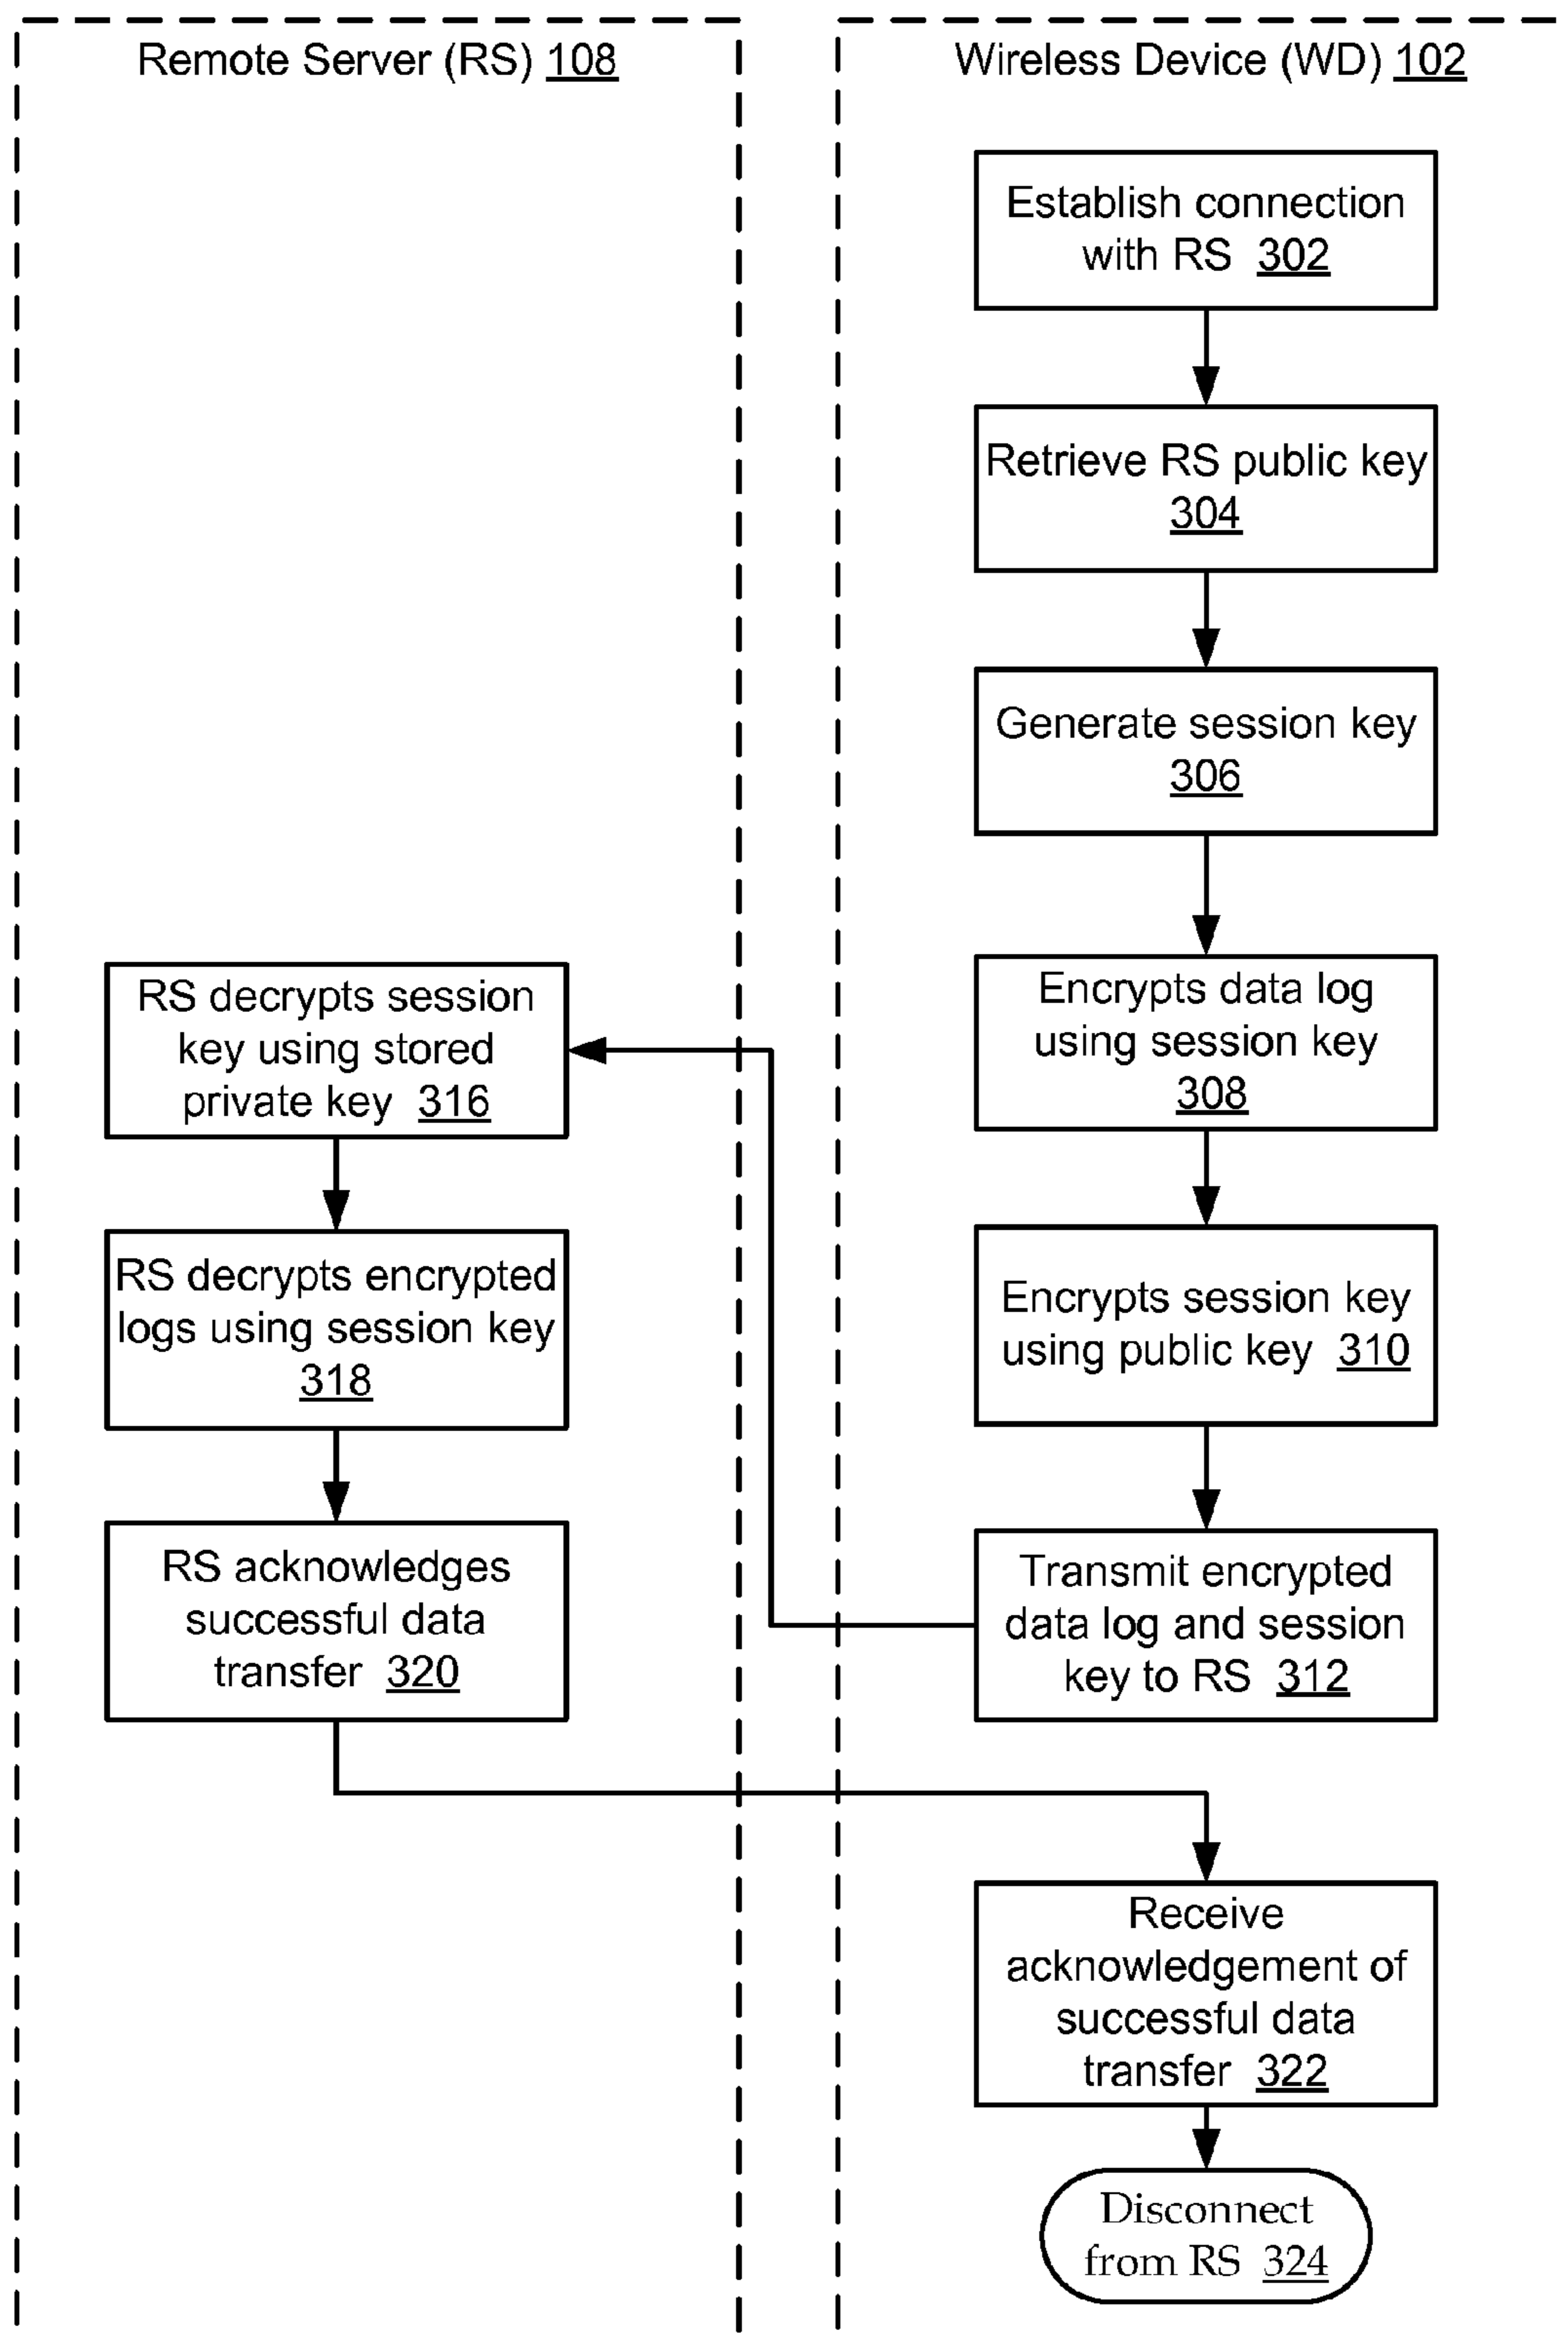 Remote Server (RS) 108
Wireless Device (WD) 102
Establish connection
with RS 302
Retrieve RS public key
304
Generate session key
306
Encrypts data log
using session key
308
Encrypts session key
using public key 310
Transmit encrypted
data log and session
key to RS 312
RS decrypts session
key using stored
private key 316
RS decrypts encrypted
logs using session key
318
RS acknowledges
successful data
transfer 320
Receive
acknowledgement of
successful data
transfer 322
Disconnect
from RS 324